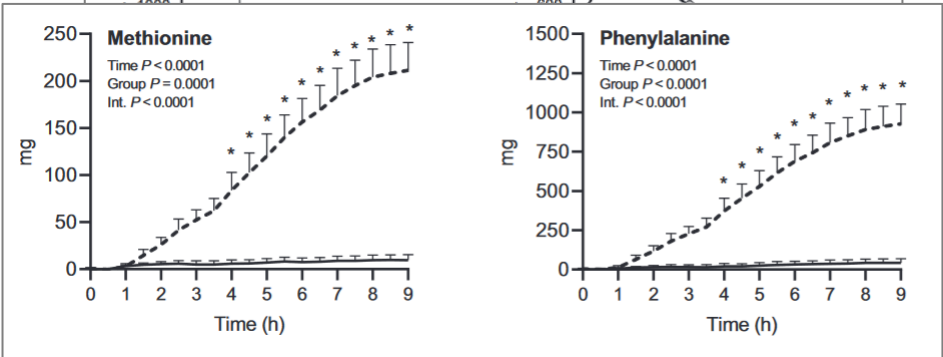 Methionine
Time P < 0.0001
Group P = 0.0001
Int. P < 0.0001
250
200
150
100
50
0
mg
* * * * * * * * * * *
0 1 2 3 4 5 6 7 8 9
Time (h)
Phenylalanine
Time P < 0.0001
Group P < 0.0001
Int. P < 0.0001
1500
1250
1000
750
500
250
0
mg
* * * * * * * * * * *
0 1 2 3 4 5 6 7 8 9
Time (h)